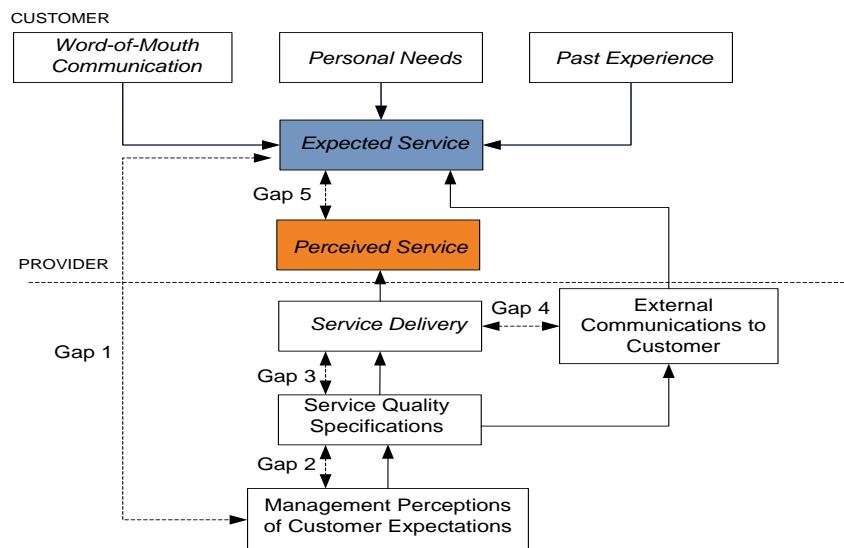 CUSTOMER
Word-of-Mouth
Communication
Personal Needs
Past Experience
Expected Service
Gap 5
Perceived Service
PROVIDER
Service Delivery
Gap 4
External
Communications to
Customer
Gap 1
Gap 3
Service Quality
Specifications
Gap 2
Management Perceptions
of Customer Expectations